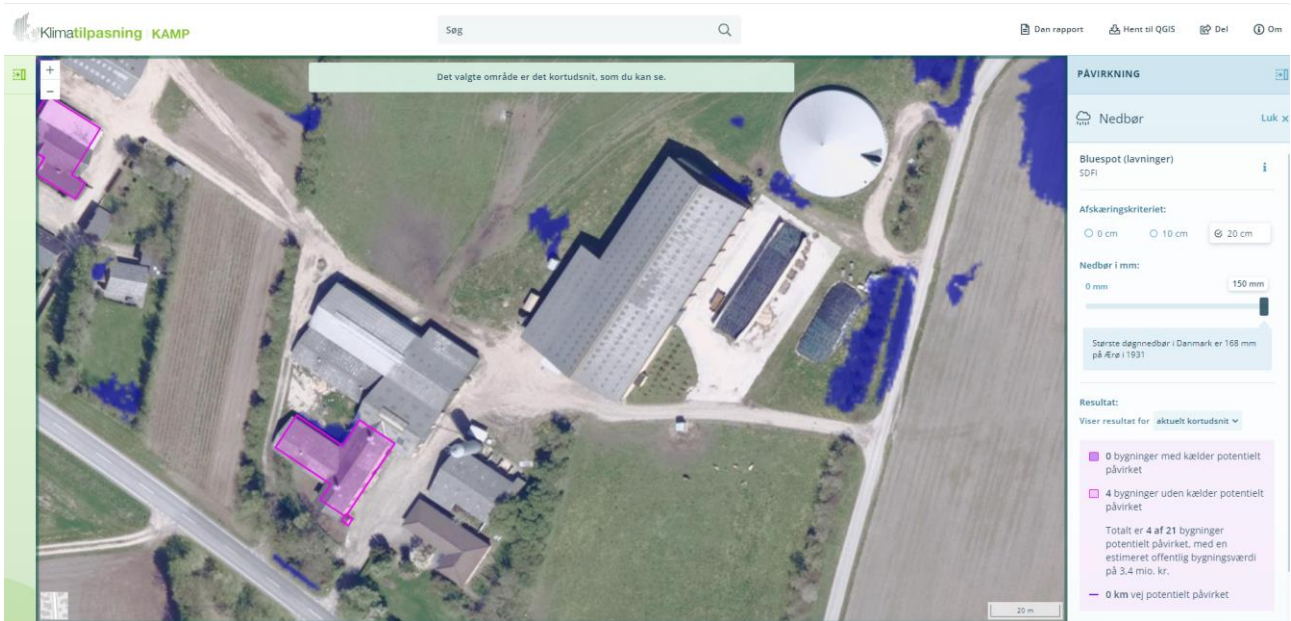 Klimatilpasning KAMP
Søg
Dan rapport
Hent til QGIS
Del
Om
Det valgte område er det kortudsnit, som du kan se.
+
−
PÅVIRKNING
Nedbør
Luk ×
Bluespot (lavninger)
SDFI
Afskæringskriteriet:
0 cm
10 cm
20 cm
Nedbør i mm:
0 mm
150 mm
Største døgnnedbør i Danmark er 168 mm
på Ærø i 1931
Resultat:
Viser resultat for aktuelt kortudsnit
0 bygninger med kælder potentielt
påvirket
4 bygninger uden kælder potentielt
påvirket
Totalt er 4 af 21 bygninger
potentielt påvirket, med en
estimeret offentlig bygningsværdi
på 3,4 mio. kr.
0 km vej potentielt påvirket
20 m